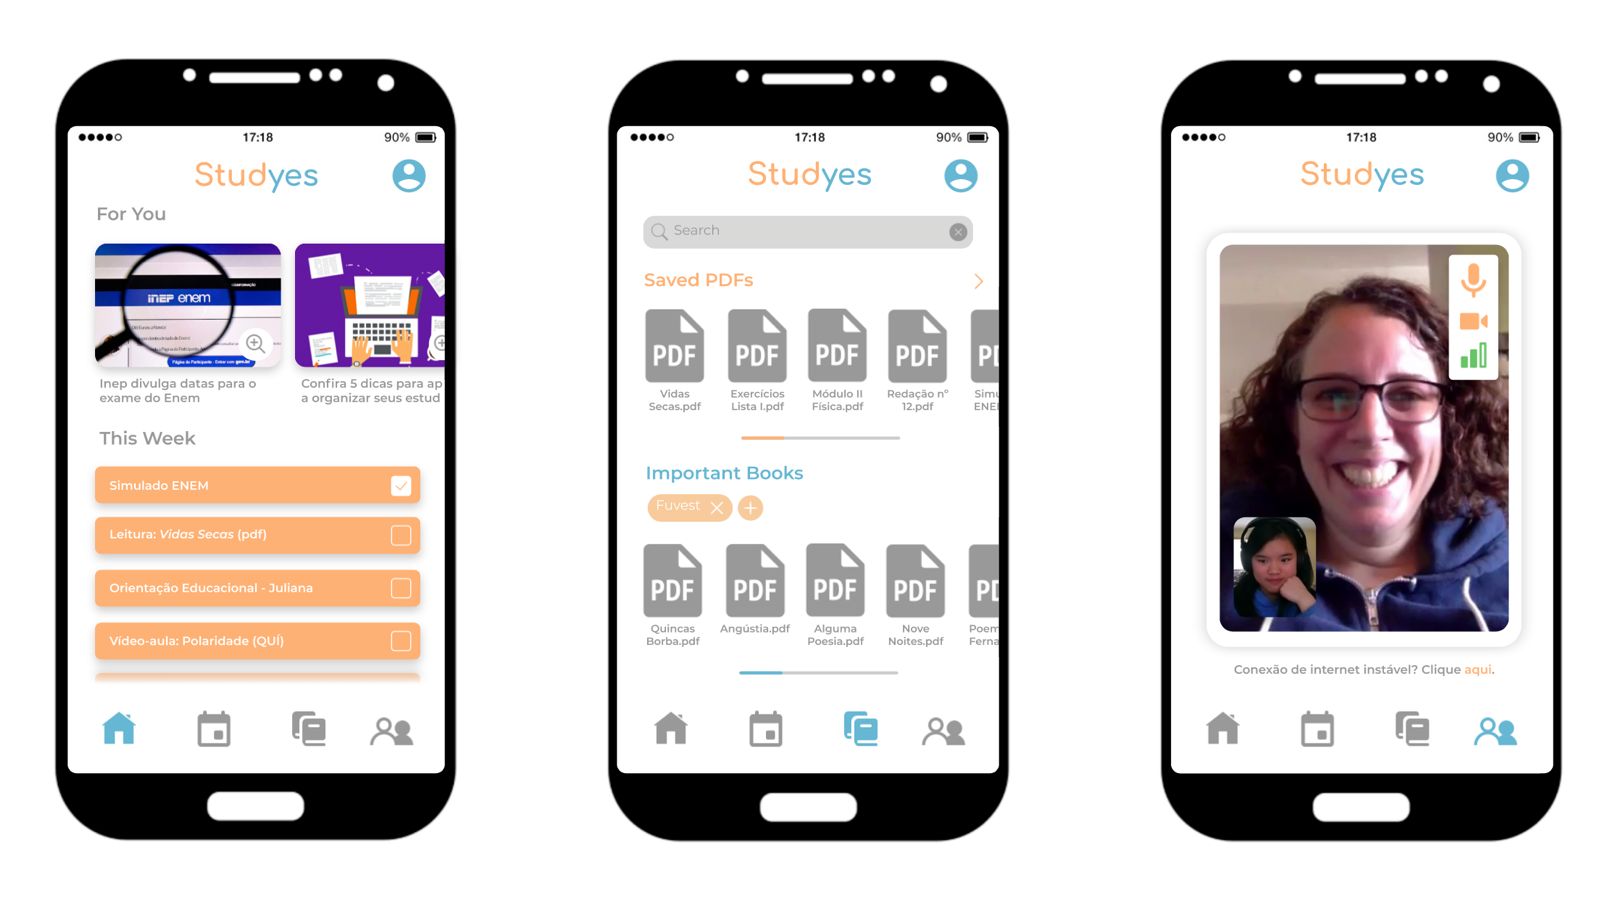 17:18
90%
Studyes
For You
inep enem
Inep divulga datas para o
exame do Enem
Confira 5 dicas para ap
a organizar seus estud
This Week
Simulado ENEM
Leitura: Vidas Secas (pdf)
Orientação Educacional - Juliana
Vídeo-aula: Polaridade (QUÍ)
17:18
90%
Studyes
Search
Saved PDFs
PDF
PDF
PDF
PDF
PD
Vidas
Secas.pdf
Exercícios
Lista I.pdf
Módulo II
Física.pdf
Redação nº
12.pdf
Simu
ENE
Important Books
Fuvest
PDF
PDF
PDF
PDF
PD
Quincas
Borba.pdf
Angústia.pdf
Alguma
Poesia.pdf
Nove
Noites.pdf
Poem
Ferna
17:18
90%
Studyes
Conexão de internet instável? Clique aqui.